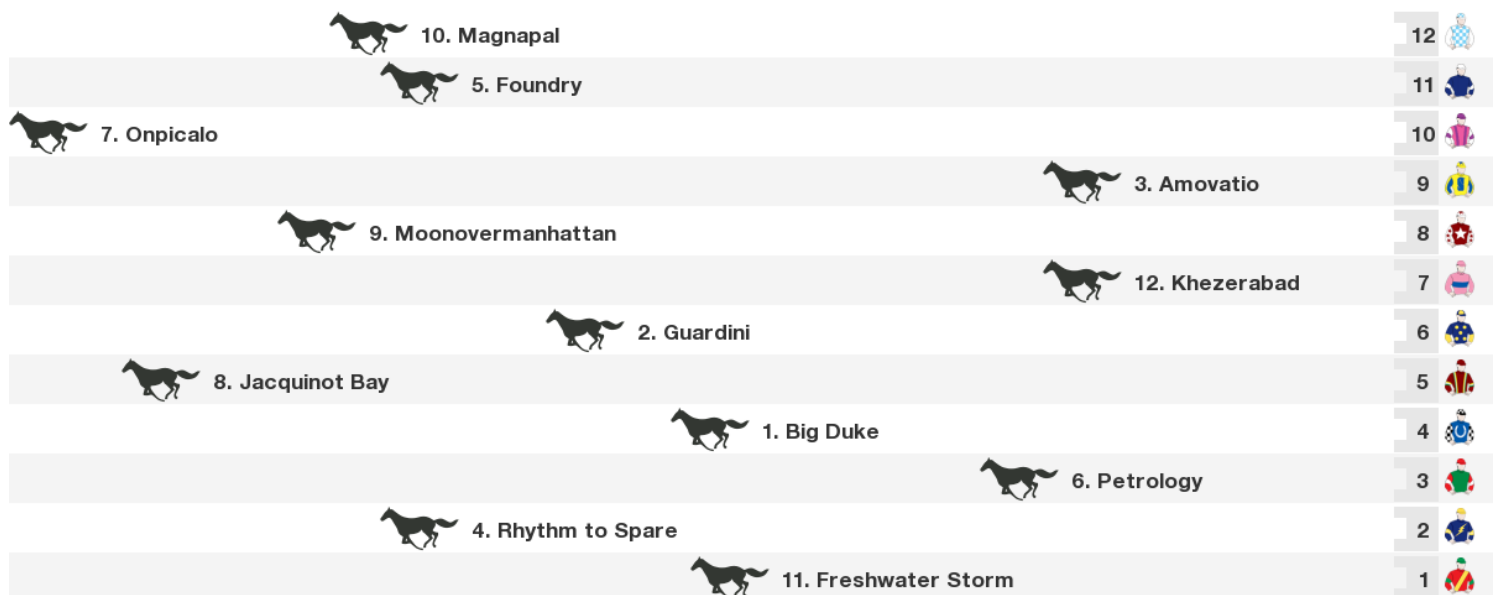 10. Magnapal 12
5. Foundry 11
7. Onpicalo 10
3. Amovatio 9
9. Moonovermanhattan 8
12. Khezerabad 7
2. Guardini 6
8. Jacquinot Bay 5
1. Big Duke 4
6. Petrology 3
4. Rhythm to Spare 2
11. Freshwater Storm 1